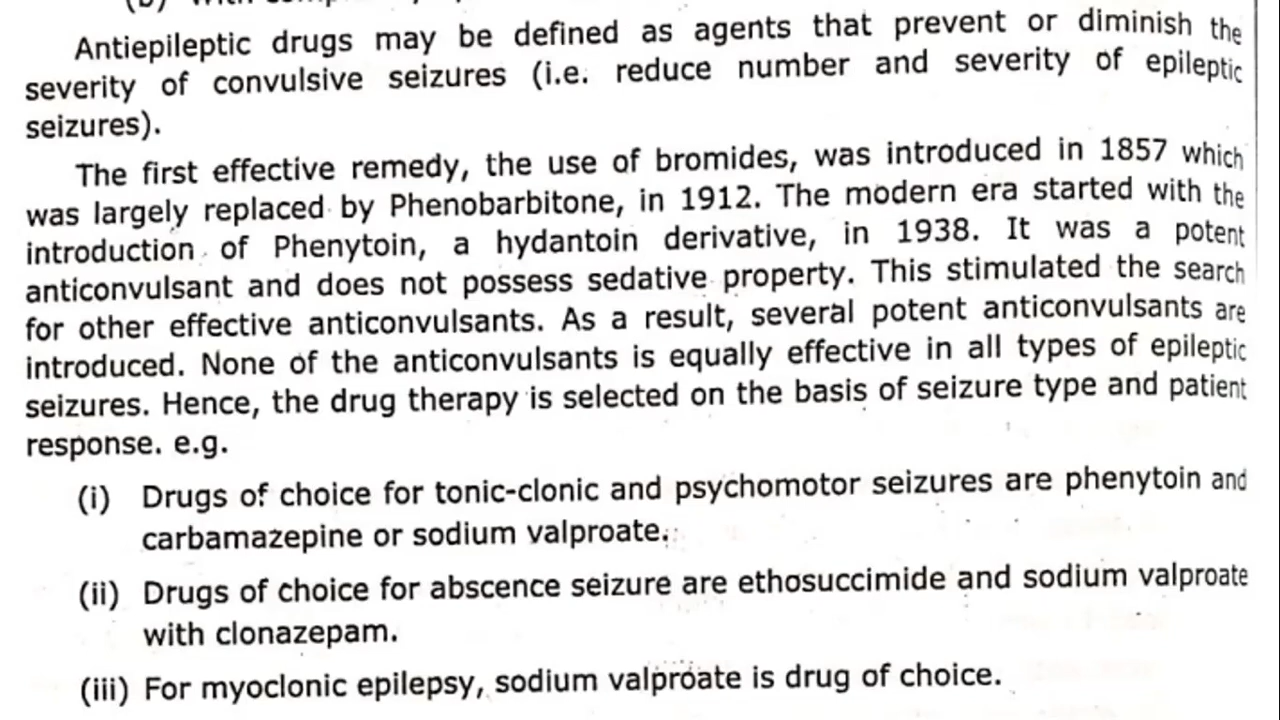 Antiepileptic drugs may be defined as agents that prevent or diminish the
severity of convulsive seizures (i.e. reduce number and severity of epileptic
seizures).
The first effective remedy, the use of bromides, was introduced in 1857 which
was largely replaced by Phenobarbitone, in 1912. The modern era started with the
introduction of Phenytoin, a hydantoin derivative, in 1938. It was a potent
anticonvulsant and does not possess sedative property. This stimulated the search
for other effective anticonvulsants. As a result, several potent anticonvulsants are
introduced. None of the anticonvulsants is equally effective in all types of epileptic
seizures. Hence, the drug therapy is selected on the basis of seizure type and patient
response. e.g.
(i) Drugs of choice for tonic-clonic and psychomotor seizures are phenytoin and
carbamazepine or sodium valproate.
(ii) Drugs of choice for abscence seizure are ethosuccimide and sodium valproate
with clonazepam.
(iii) For myoclonic epilepsy, sodium valproate is drug of choice.